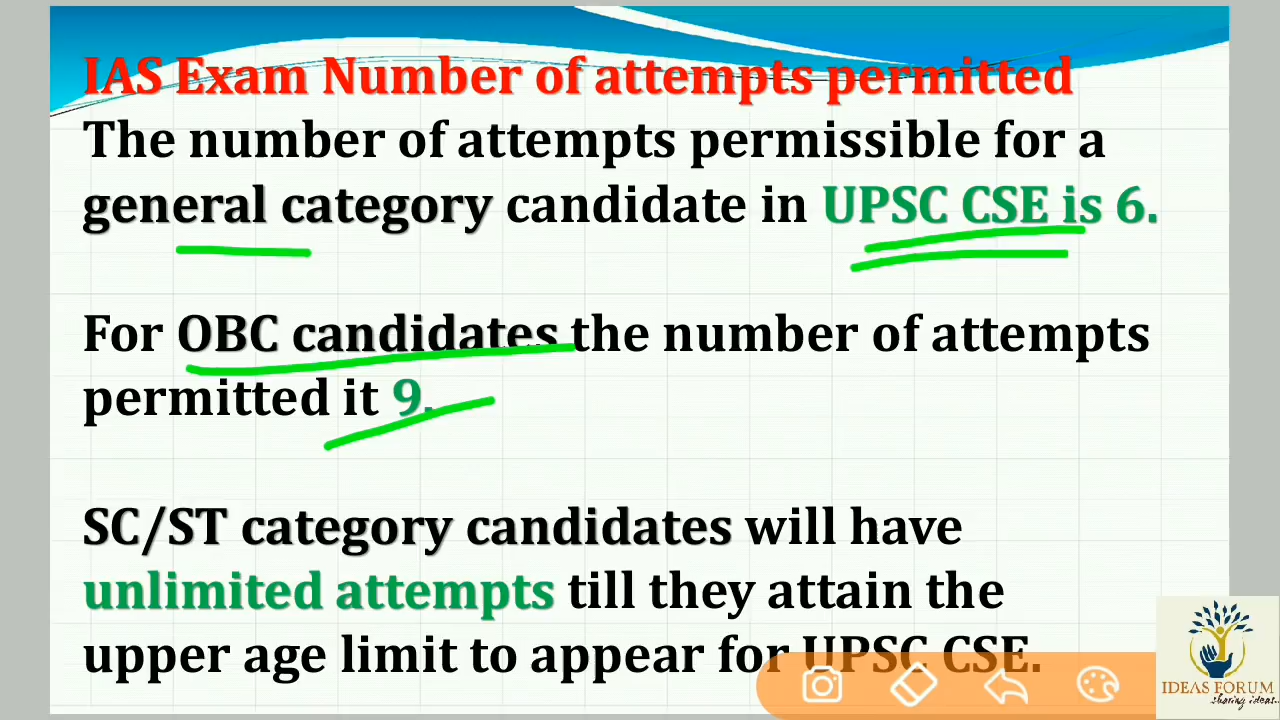 IAS Exam Number of attempts permitted
The number of attempts permissible for a
general category candidate in UPSC CSE is 6.
For OBC candidates the number of attempts
permitted it 9.
SC/ST category candidates will have
unlimited attempts till they attain the
upper age limit to appear for UPSC CSE.
IDEAS FORUM
sharing ideas